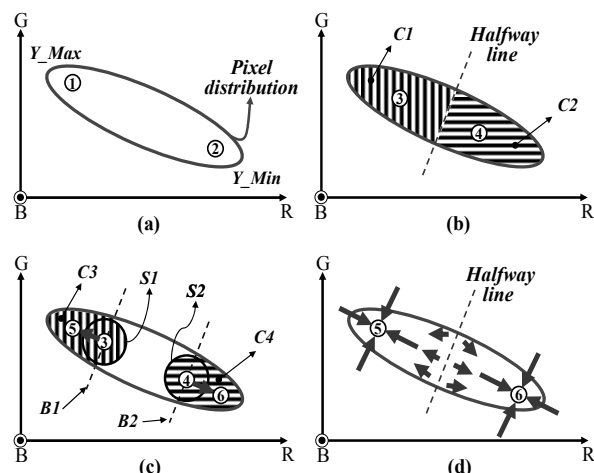 G
Y_Max
①
Pixel
distribution
②
Y_Min
B
R
(a)
G
Halfway
line
C1
③
C2
④
B
R
(b)
G
C3
S1
S2
⑤
③
C4
④
⑥
B1
B2
B
R
(c)
G
Halfway
line
⑤
⑥
B
R
(d)